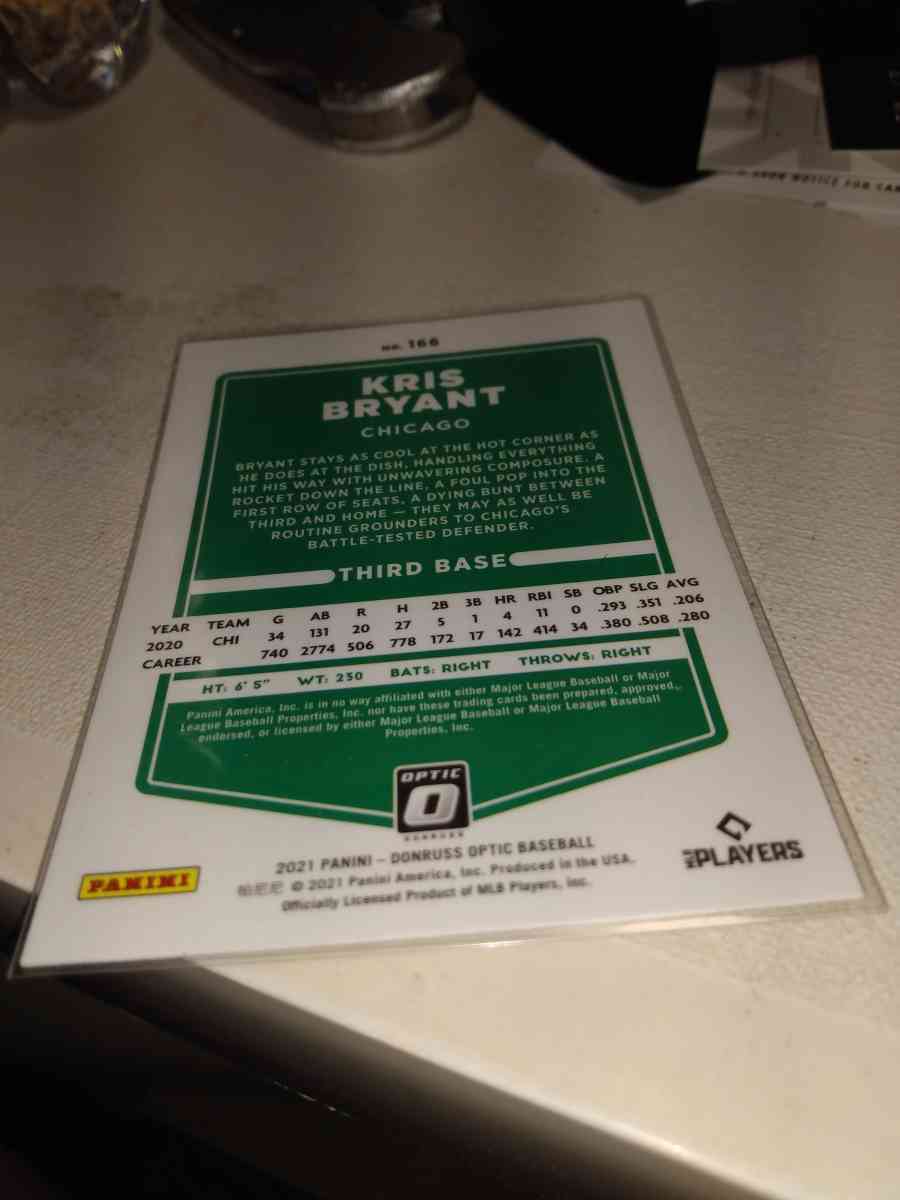 NOTICE FOR
No. 166
KRIS
BRYANT
CHICAGO
BRYANT STAYS AS COOL AT THE HOT CORNER AS
HE DOES AT THE DISH, HANDLING EVERYTHING
HIT HIS WAY WITH UNWAVERING COMPOSURE. A
ROCKET DOWN THE LINE, A FOUL POP INTO THE
FIRST ROW OF SEATS, A DYING BUNT BETWEEN
THIRD AND HOME — THEY MAY AS WELL BE
ROUTINE GROUNDERS TO CHICAGO'S
BATTLE-TESTED DEFENDER.
THIRD BASE
YEAR TEAM G AB R H 2B 3B HR RBI SB OBP SLG AVG
2020 CHI 34 131 20 27 5 1 4 11 0 .293 .351 .206
CAREER 740 2774 506 778 172 17 142 414 34 .380 .508 .280
HT: 6' 5" WT: 230 BATS: RIGHT THROWS: RIGHT
Panini America, Inc. is in no way affiliated with either Major League Baseball or Major
League Baseball Properties, Inc. nor have these trading cards been prepared, approved,
endorsed, or licensed by either Major League Baseball or Major League Baseball
Properties, Inc.
OPTIC
O
DONRUSS
2021 PANINI – DONRUSS OPTIC BASEBALL
帕尼尼 © 2021 Panini America, Inc. Produced in the USA.
Officially Licensed Product of MLB Players, Inc.
PANINI
MLB PLAYERS